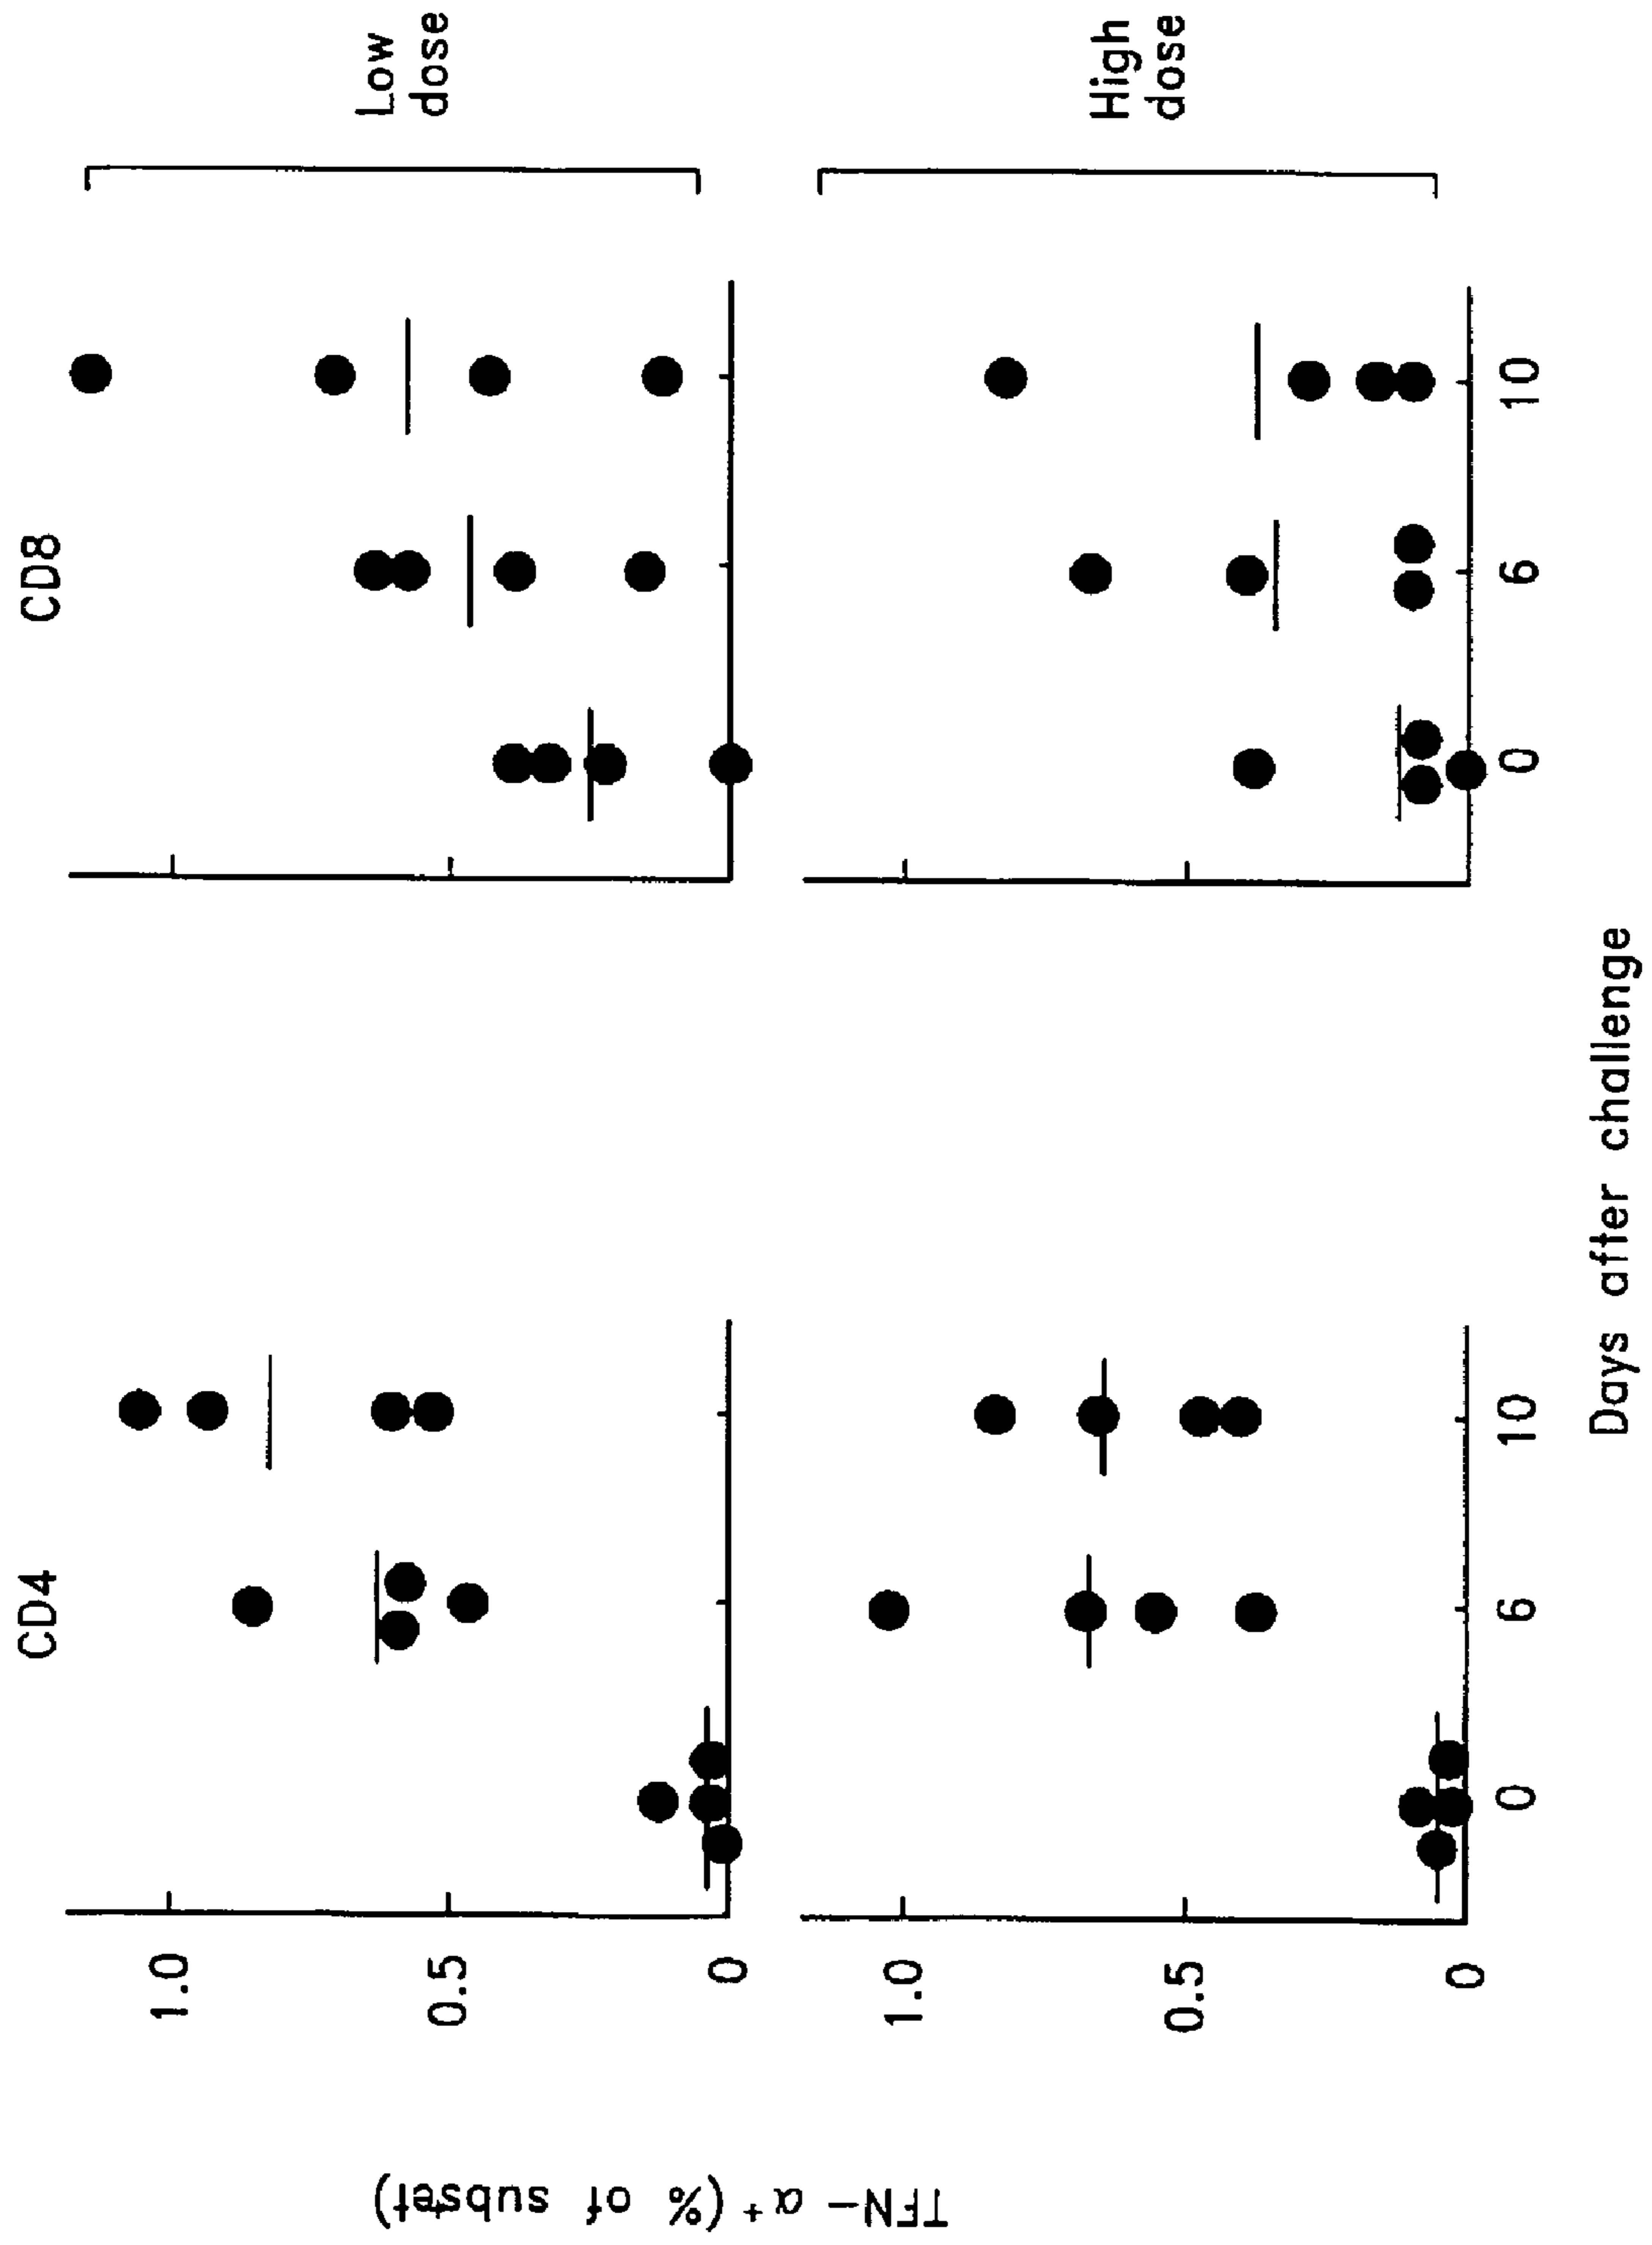 CD4
CD8
1.0
0.5
0
Low
dose
1.0
0.5
0
High
dose
0
6
10
0
6
10
Days after challenge
TFN- α⁺ (% of subset)